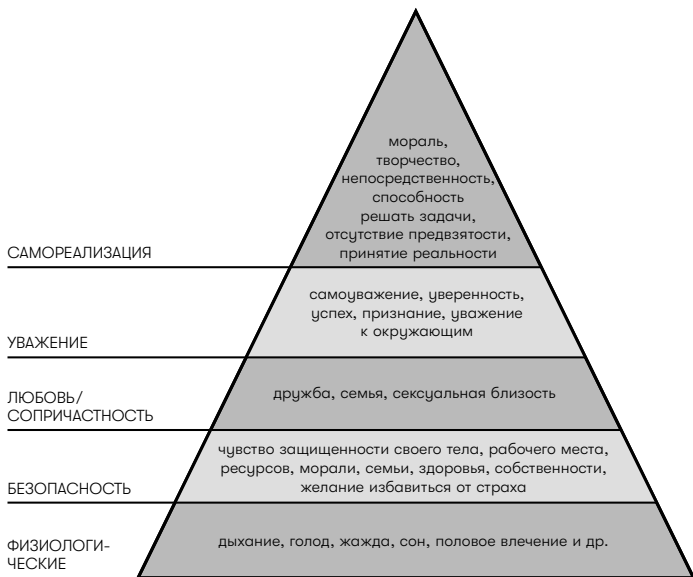 мораль,
творчество,
непосредственность,
способность
решать задачи,
отсутствие предвзятости,
принятие реальности
САМОРЕАЛИЗАЦИЯ
самоуважение, уверенность,
успех, признание, уважение
к окружающим
УВАЖЕНИЕ
дружба, семья, сексуальная близость
ЛЮБОВЬ/
СОПРИЧАСТНОСТЬ
чувство защищенности своего тела, рабочего места,
ресурсов, морали, семьи, здоровья, собственности,
желание избавиться от страха
БЕЗОПАСНОСТЬ
дыхание, голод, жажда, сон, половое влечение и др.
ФИЗИОЛОГИ-
ЧЕСКИЕ